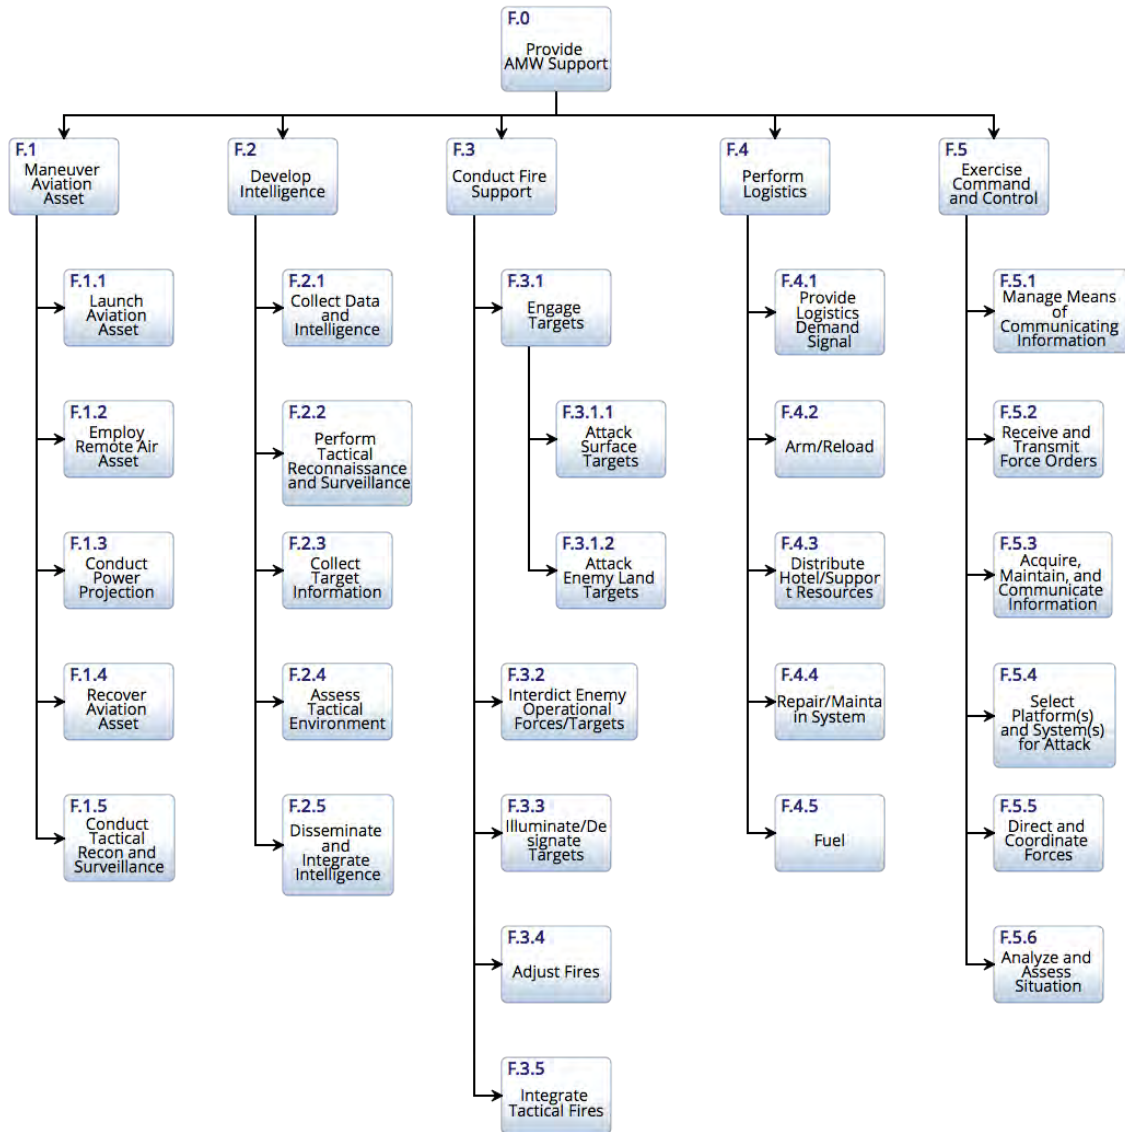 F.0
Provide
AMW Support
F.1
Maneuver
Aviation
Asset
F.2
Develop
Intelligence
F.3
Conduct Fire
Support
F.4
Perform
Logistics
F.5
Exercise
Command
and Control
F.1.1
Launch
Aviation
Asset
F.2.1
Collect Data
and
Intelligence
F.3.1
Engage
Targets
F.4.1
Provide
Logistics
Demand
Signal
F.5.1
Manage Means
of
Communicating
Information
F.1.2
Employ
Remote Air
Asset
F.2.2
Perform
Tactical
Reconnaissance
and Surveillance
F.3.1.1
Attack
Surface
Targets
F.4.2
Arm/Reload
F.5.2
Receive and
Transmit
Force Orders
F.1.3
Conduct
Power
Projection
F.2.3
Collect
Target
Information
F.3.1.2
Attack
Enemy Land
Targets
F.4.3
Distribute
Hotel/Suppor
t Resources
F.5.3
Acquire,
Maintain, and
Communicate
Information
F.1.4
Recover
Aviation
Asset
F.2.4
Assess
Tactical
Environment
F.3.2
Interdict Enemy
Operational
Forces/Targets
F.4.4
Repair/Mainta
in System
F.5.4
Select
Platform(s)
and System(s)
for Attack
F.1.5
Conduct
Tactical
Recon and
Surveillance
F.2.5
Disseminate
and
Integrate
Intelligence
F.3.3
Illuminate/De
signate
Targets
F.4.5
Fuel
F.5.5
Direct and
Coordinate
Forces
F.3.4
Adjust Fires
F.5.6
Analyze and
Assess
Situation
F.3.5
Integrate
Tactical Fires